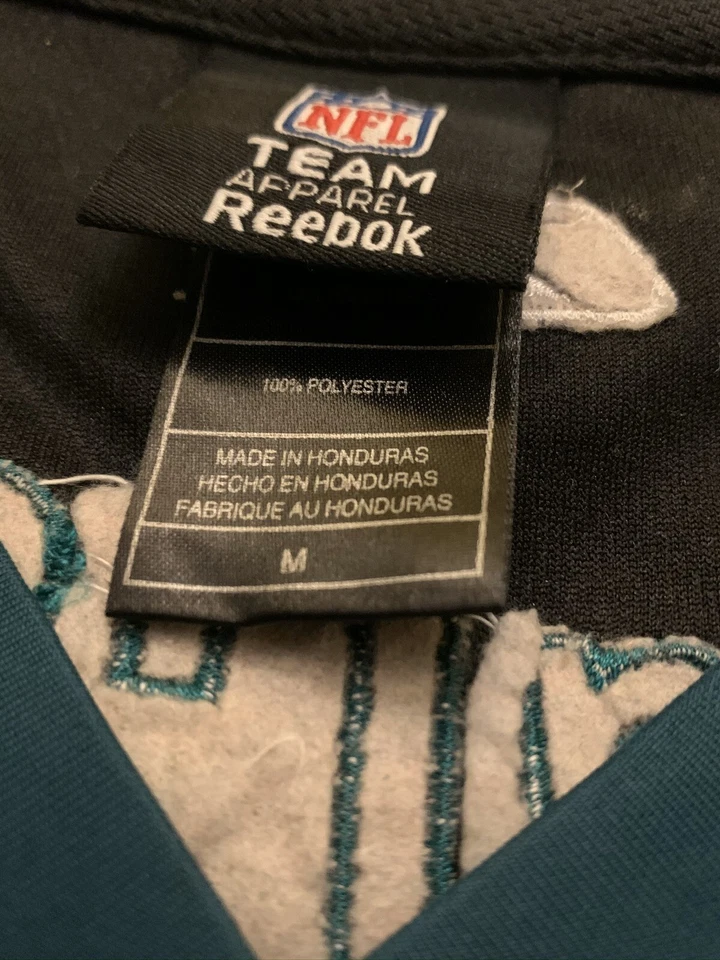 NFL
TEAM
APPAREL
Reebok
100% POLYESTER
MADE IN HONDURAS
HECHO EN HONDURAS
FABRIQUE AU HONDURAS
M